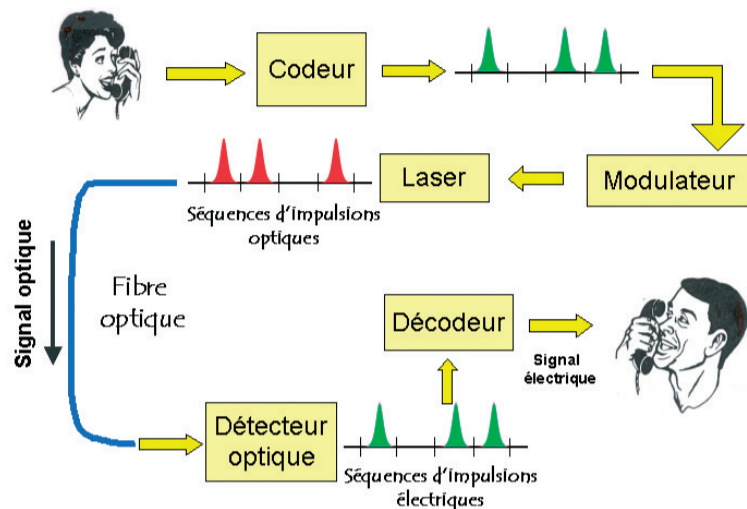 Codeur
Modulateur
Laser
Séquences d'impulsions
optiques
Signal optique
Fibre
optique
Décodeur
Signal
électrique
Détecteur
optique
Séquences d'impulsions
électriques